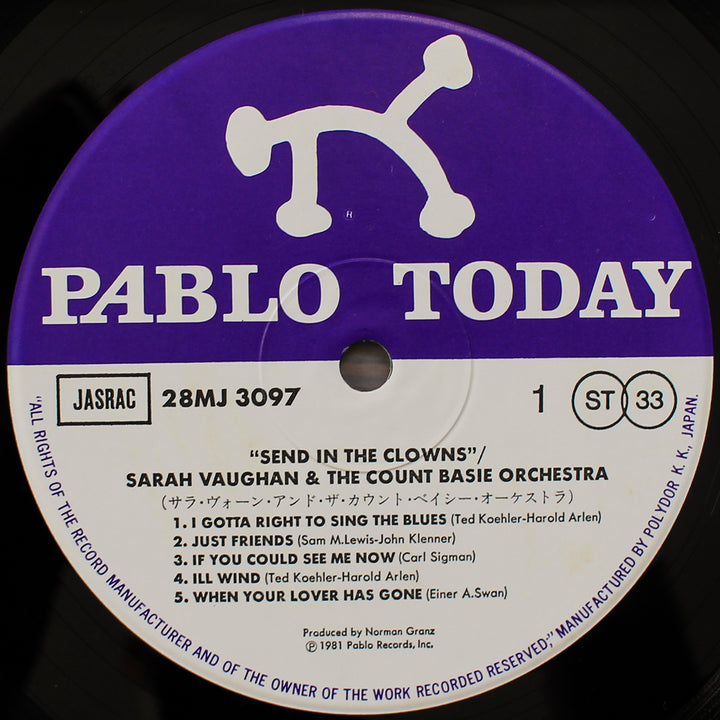 PABLO TODAY
JASRAC 28MJ 3097 1 ST 33
"SEND IN THE CLOWNS"/
SARAH VAUGHAN & THE COUNT BASIE ORCHESTRA
(サラ・ヴォーン・アンド・ザ・カウント・ベイシー・オーケストラ)
1. I GOTTA RIGHT TO SING THE BLUES (Ted Koehler-Harold Arlen)
2. JUST FRIENDS (Sam M.Lewis-John Klenner)
3. IF YOU COULD SEE ME NOW (Carl Sigman)
4. ILL WIND (Ted Koehler-Harold Arlen)
5. WHEN YOUR LOVER HAS GONE (Einer A.Swan)
Produced by Norman Granz
Ⓟ 1981 Pablo Records, Inc.
"ALL RIGHTS OF THE RECORD MANUFACTURER AND OF THE OWNER OF THE WORK RECORDED RESERVED;" MANUFACTURED BY POLYDOR K. K., JAPAN.